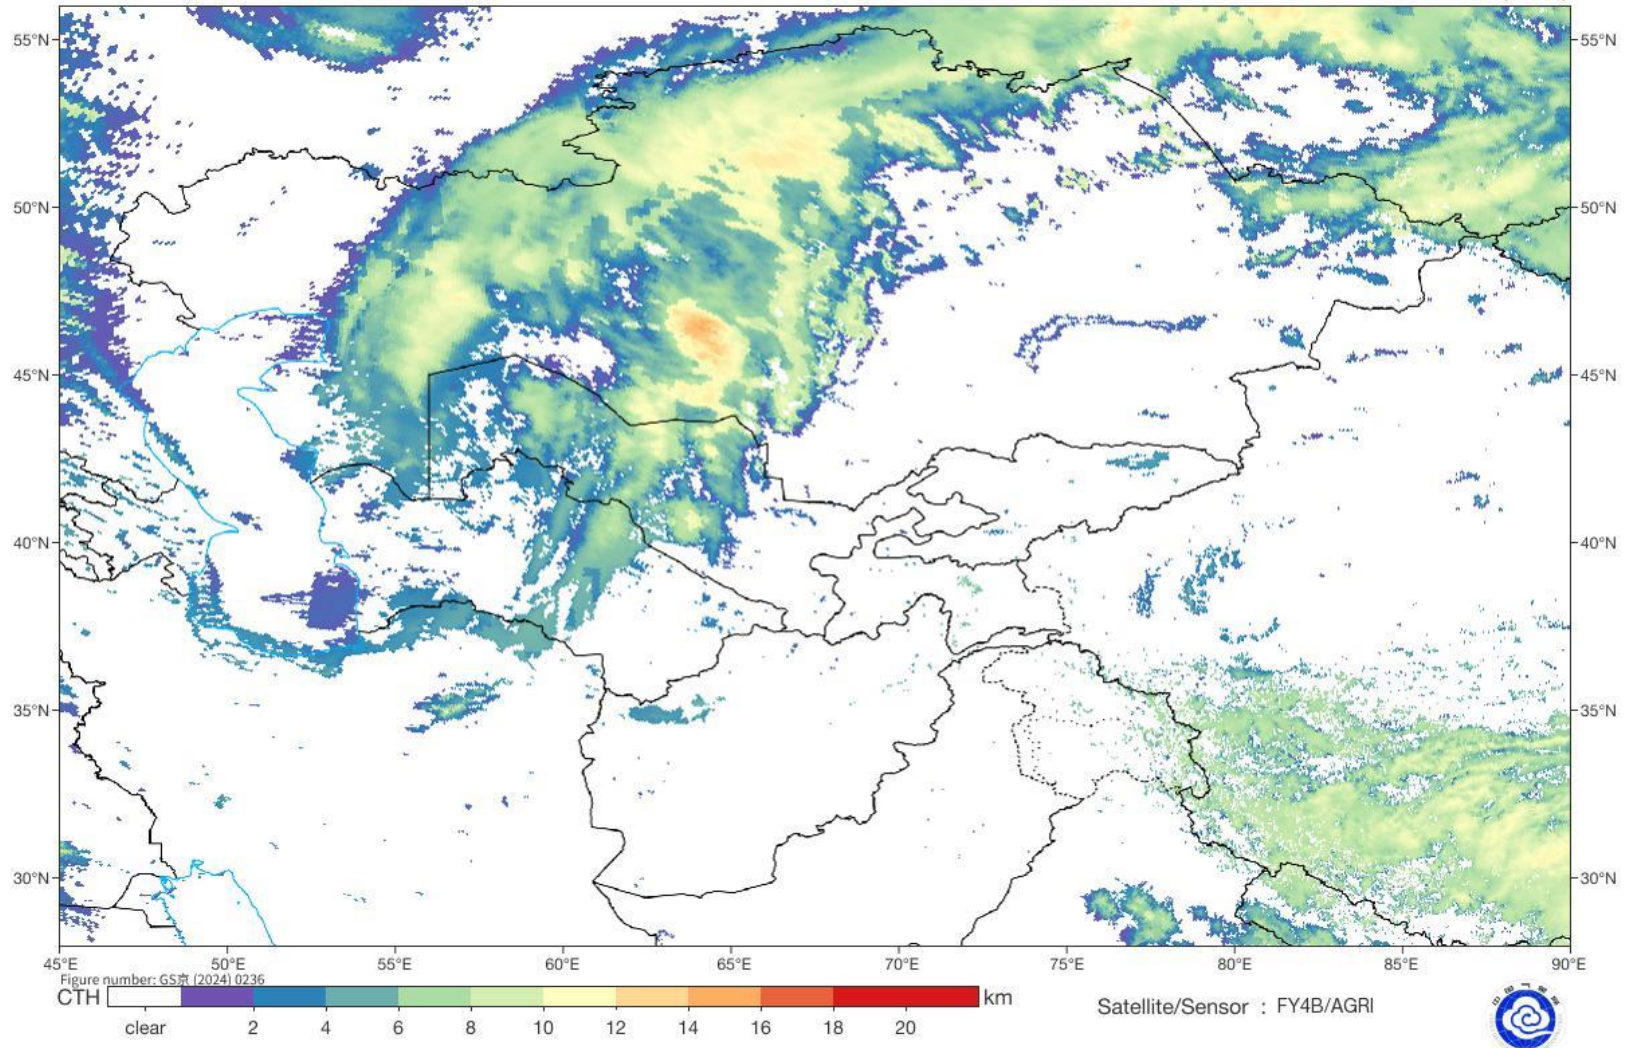 55°N 55°N
50°N 50°N
45°N 45°N
40°N 40°N
35°N 35°N
30°N 30°N
45°E 50°E 55°E 60°E 65°E 70°E 75°E 80°E 85°E 90°E
Figure number: GS京 (2024) 0236
CTH km
clear 2 4 6 8 10 12 14 16 18 20
Satellite/Sensor : FY4B/AGRI